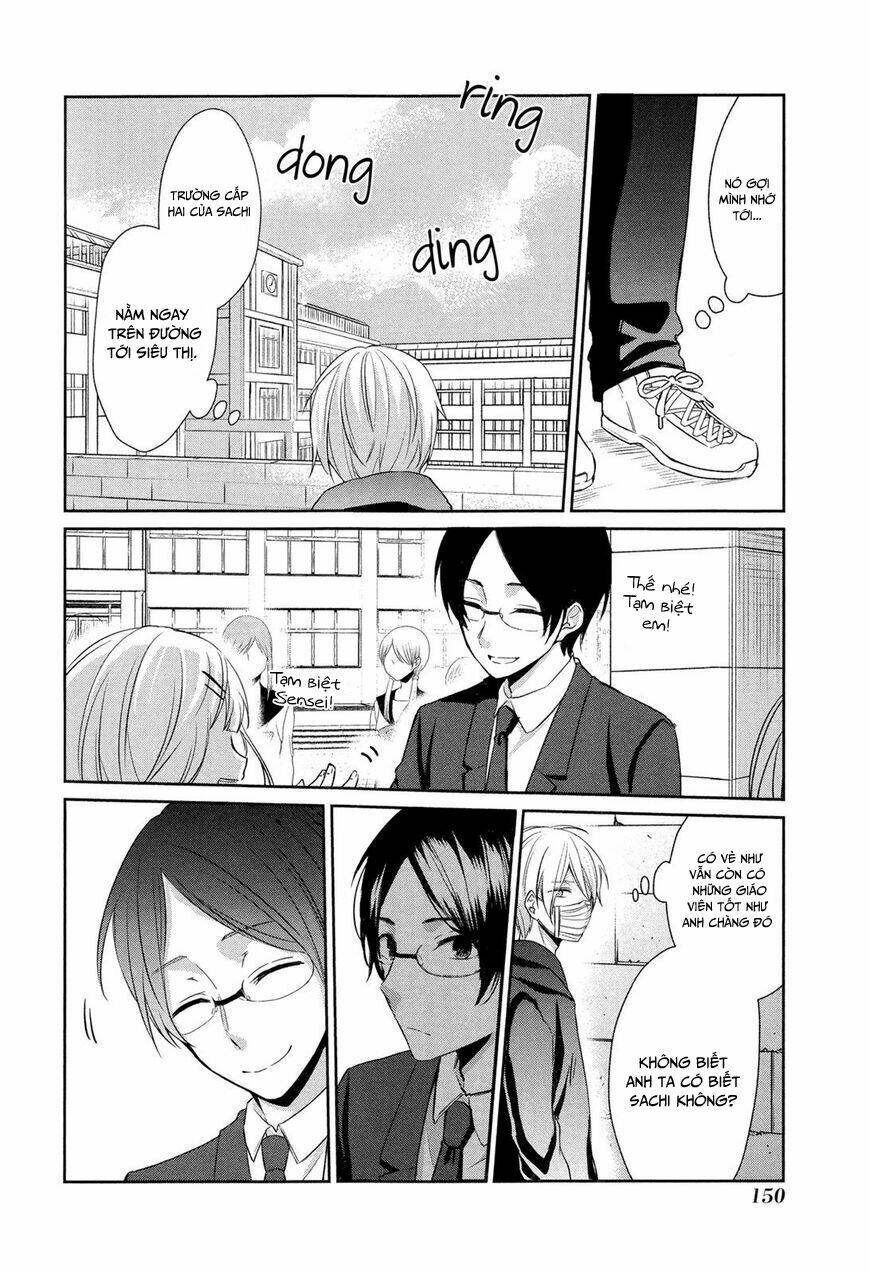 NÓ GỢI
MÌNH NHỚ
TỚI...
ring
dong
ding
TRƯỜNG CẤP
HAI CỦA SACHI
NẰM NGAY
TRÊN ĐƯỜNG
TỚI SIÊU THỊ.
Thế nhé!
Tạm biệt
em!
Tạm biệt
Sensei!
CÓ VẺ NHƯ
VẪN CÒN CÓ
NHỮNG GIÁO
VIÊN TỐT NHƯ
ANH CHÀNG ĐÓ
KHÔNG BIẾT
ANH TA CÓ BIẾT
SACHI KHÔNG?
150